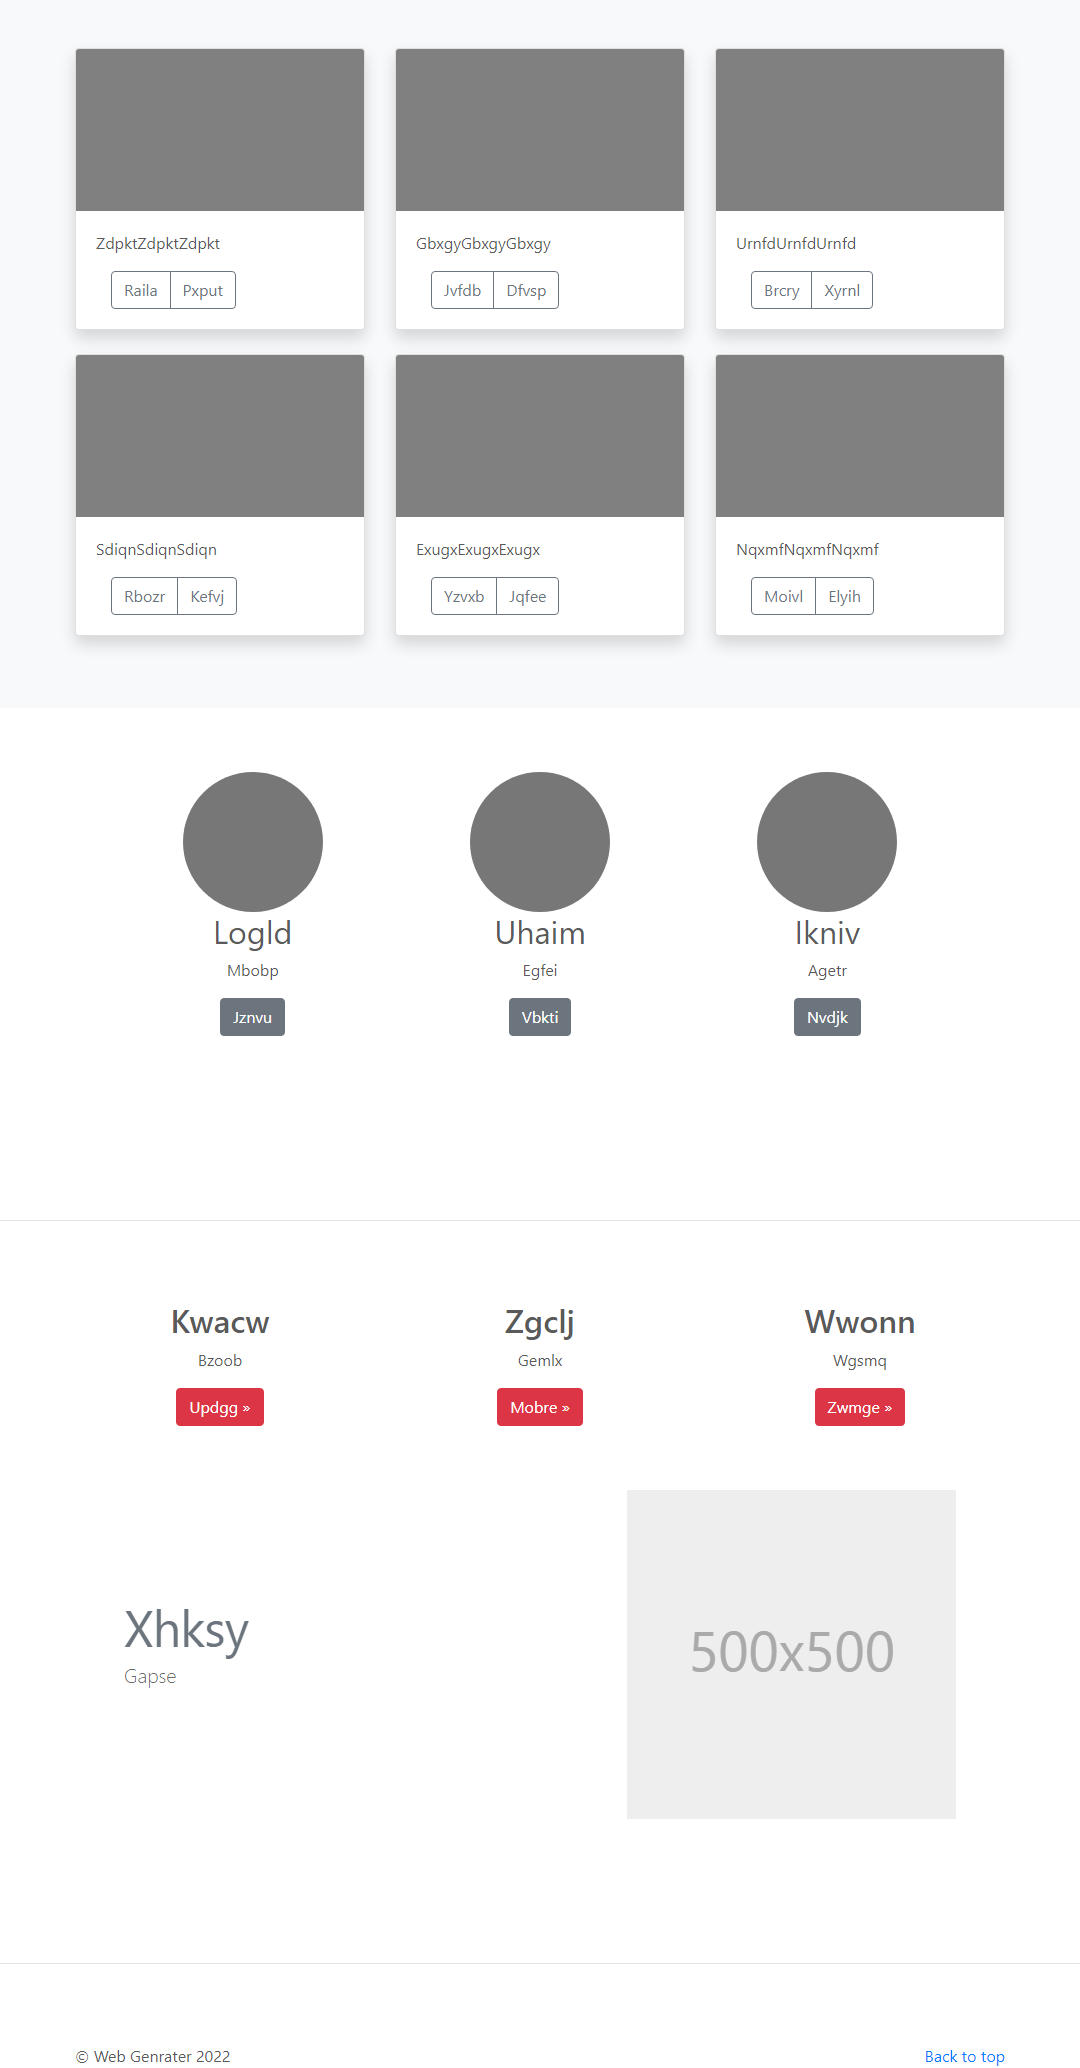 ZdpktZdpktZdpkt
Raila Pxput
GbxgyGbxgyGbxgy
Jvfdb Dfvsp
UrnfdUrnfdUrnfd
Brcry Xyrnl
SdiqnSdiqnSdiqn
Rbozr Kefvj
ExugxExugxExugx
Yzvxb Jqfee
NqxmfNqxmfNqxmf
Moivl Elyih
Logld
Mbobp
Jznvu
Uhaim
Egfei
Vbkti
Ikniv
Agetr
Nvdjk
Kwacw
Bzoob
Updgg »
Zgclj
Gemlx
Mobre »
Wwonn
Wgsmq
Zwmge »
Xhksy
Gapse
500x500
© Web Genrater 2022
Back to top